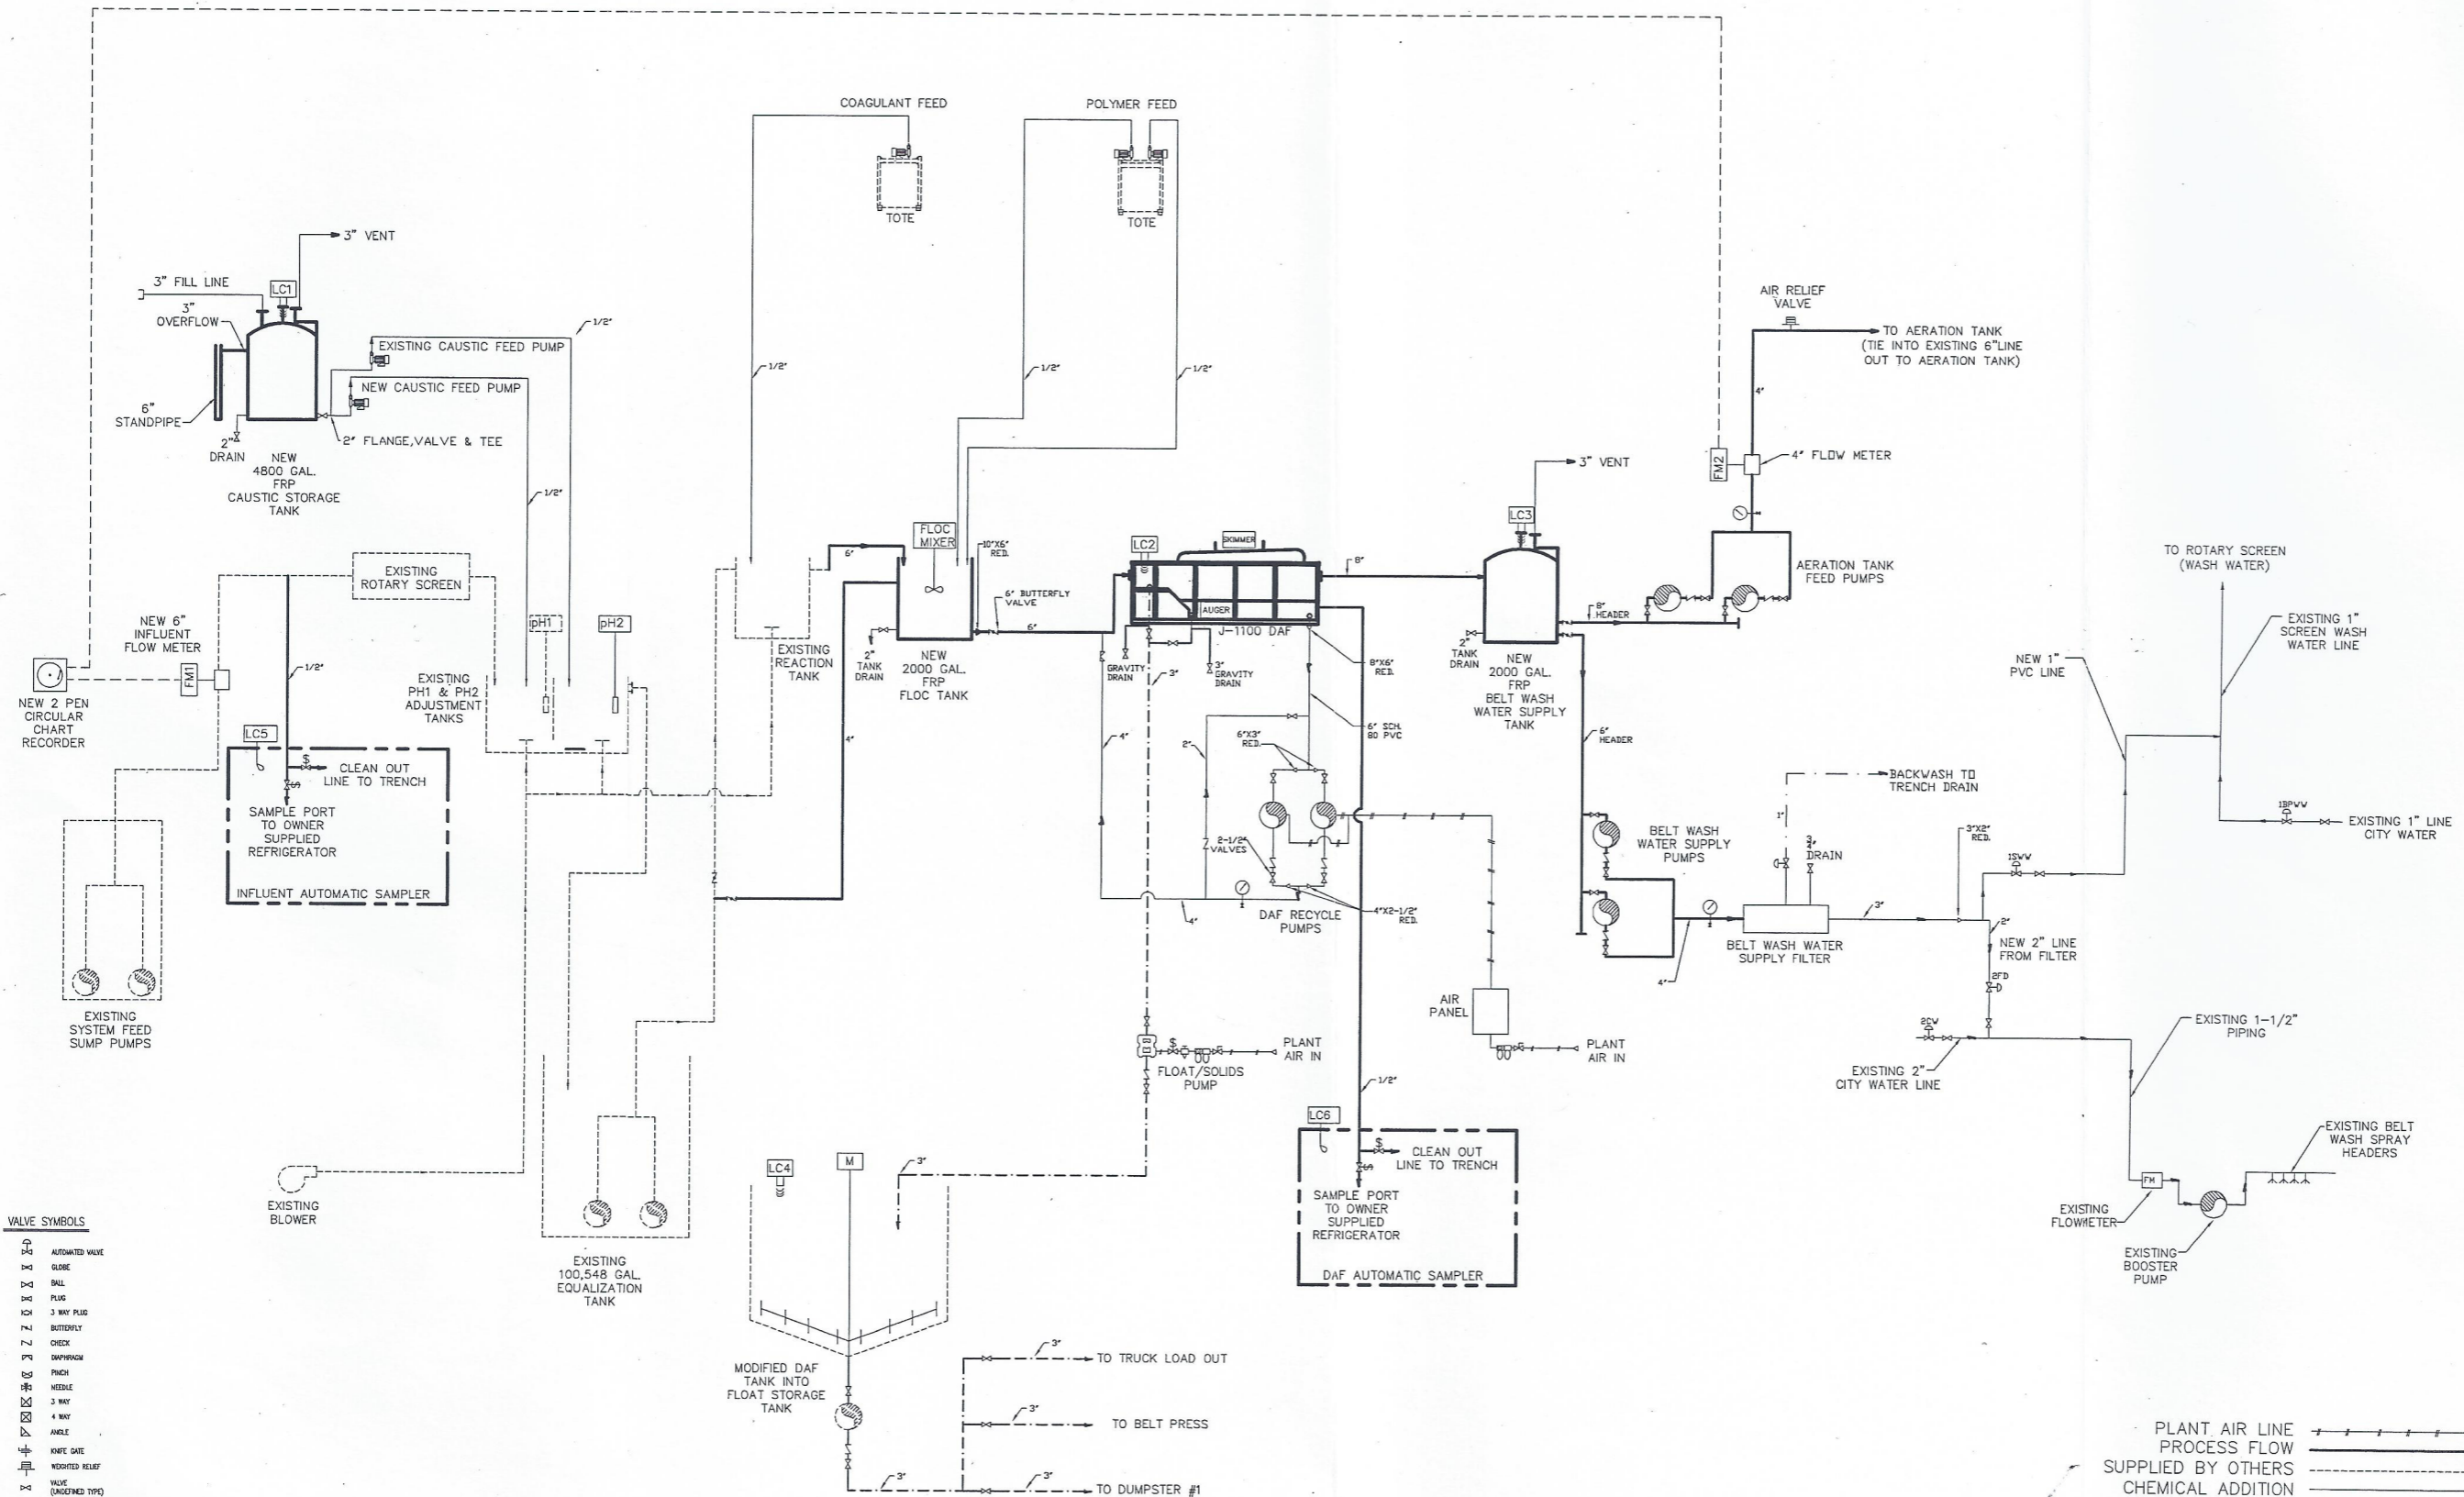 COAGULANT FEED
TOTE
POLYMER FEED
TOTE
3" VENT
3" FILL LINE
LC1
3"
OVERFLOW
6"
STANDPIPE
2"
DRAIN
NEW
4800 GAL.
FRP
CAUSTIC STORAGE
TANK
1/2"
EXISTING CAUSTIC FEED PUMP
NEW CAUSTIC FEED PUMP
2" FLANGE,VALVE & TEE
1/2"
1/2"
1/2"
1/2"
AIR RELIEF
VALVE
TO AERATION TANK
(TIE INTO EXISTING 6"LINE
OUT TO AERATION TANK)
4"
FM2
4" FLOW METER
AERATION TANK
FEED PUMPS
3" VENT
LC3
8"
8"
HEADER
2"
TANK
DRAIN
NEW
2000 GAL.
FRP
BELT WASH
WATER SUPPLY
TANK
6"
HEADER
EXISTING
ROTARY SCREEN
NEW 6"
INFLUENT
FLOW METER
FM1
NEW 2 PEN
CIRCULAR
CHART
RECORDER
1/2"
EXISTING
PH1 & PH2
ADJUSTMENT
TANKS
pH1
pH2
LC5
CLEAN OUT
LINE TO TRENCH
SAMPLE PORT
TO OWNER
SUPPLIED
REFRIGERATOR
INFLUENT AUTOMATIC SAMPLER
EXISTING
SYSTEM FEED
SUMP PUMPS
EXISTING
BLOWER
EXISTING
100,548 GAL.
EQUALIZATION
TANK
EXISTING
REACTION
TANK
6"
4"
FLOC
MIXER
2"
TANK
DRAIN
NEW
2000 GAL.
FRP
FLOC TANK
10"X6"
RED.
6" BUTTERFLY
VALVE
6"
LC2
SKIMMER
AUGER
J-1100 DAF
GRAVITY
DRAIN
3"
GRAVITY
DRAIN
3"
8"X6"
RED.
6" SCH.
80 PVC
4"
2"
6"X3"
RED.
2-1/2"
VALVES
4"
DAF RECYCLE
PUMPS
4"X2-1/2"
RED.
AIR
PANEL
PLANT
AIR IN
S
PLANT
AIR IN
FLOAT/SOLIDS
PUMP
1/2"
LC6
CLEAN OUT
LINE TO TRENCH
SAMPLE PORT
TO OWNER
SUPPLIED
REFRIGERATOR
DAF AUTOMATIC SAMPLER
LC4
M
3"
MODIFIED DAF
TANK INTO
FLOAT STORAGE
TANK
3"
3"
TO TRUCK LOAD OUT
3"
TO BELT PRESS
3"
TO DUMPSTER #1
BELT WASH
WATER SUPPLY
PUMPS
4"
BACKWASH TO
TRENCH DRAIN
1"
3/4"
DRAIN
BELT WASH WATER
SUPPLY FILTER
3"
3"X2"
RED.
1SWW
2"
NEW 2" LINE
FROM FILTER
2FD
2CW
EXISTING 2"
CITY WATER LINE
TO ROTARY SCREEN
(WASH WATER)
EXISTING 1"
SCREEN WASH
WATER LINE
NEW 1"
PVC LINE
1BPWW
EXISTING 1" LINE
CITY WATER
EXISTING 1-1/2"
PIPING
EXISTING BELT
WASH SPRAY
HEADERS
FM
EXISTING
FLOWMETER
EXISTING
BOOSTER
PUMP
VALVE SYMBOLS
AUTOMATED VALVE
GLOBE
BALL
PLUG
3 WAY PLUG
BUTTERFLY
CHECK
DIAPHRAGM
PINCH
NEEDLE
3 WAY
4 WAY
ANGLE
KNIFE GATE
WEIGHTED RELIEF
VALVE
(UNDEFINED TYPE)
PLANT AIR LINE
PROCESS FLOW
SUPPLIED BY OTHERS
CHEMICAL ADDITION